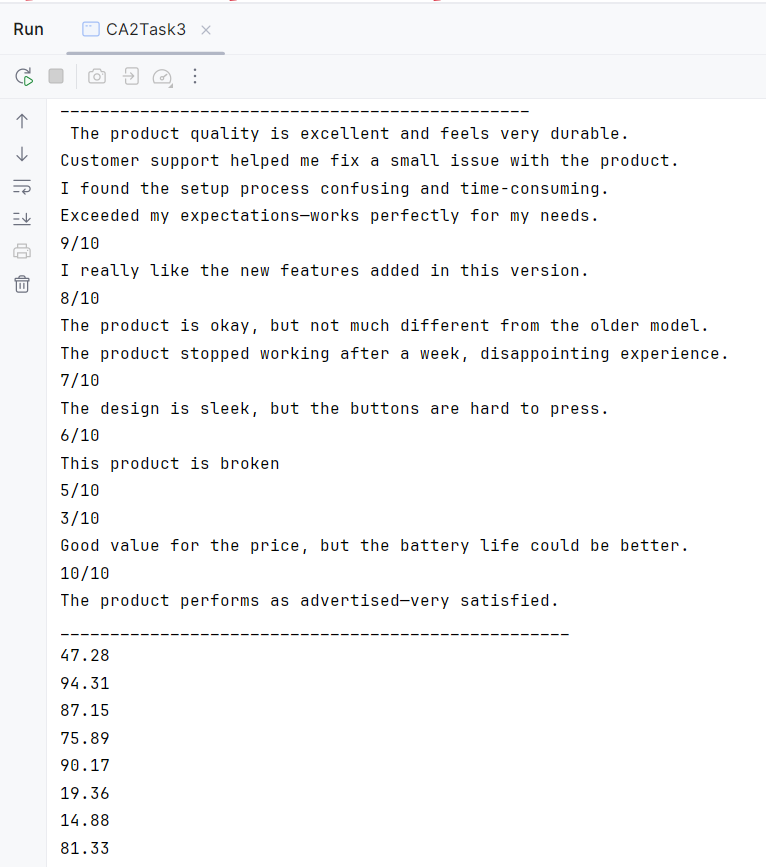 Run CA2Task3
_______________________________________________
The product quality is excellent and feels very durable.
Customer support helped me fix a small issue with the product.
I found the setup process confusing and time-consuming.
Exceeded my expectations—works perfectly for my needs.
9/10
I really like the new features added in this version.
8/10
The product is okay, but not much different from the older model.
The product stopped working after a week, disappointing experience.
7/10
The design is sleek, but the buttons are hard to press.
6/10
This product is broken
5/10
3/10
Good value for the price, but the battery life could be better.
10/10
The product performs as advertised—very satisfied.
___________________________________________________
47.28
94.31
87.15
75.89
90.17
19.36
14.88
81.33